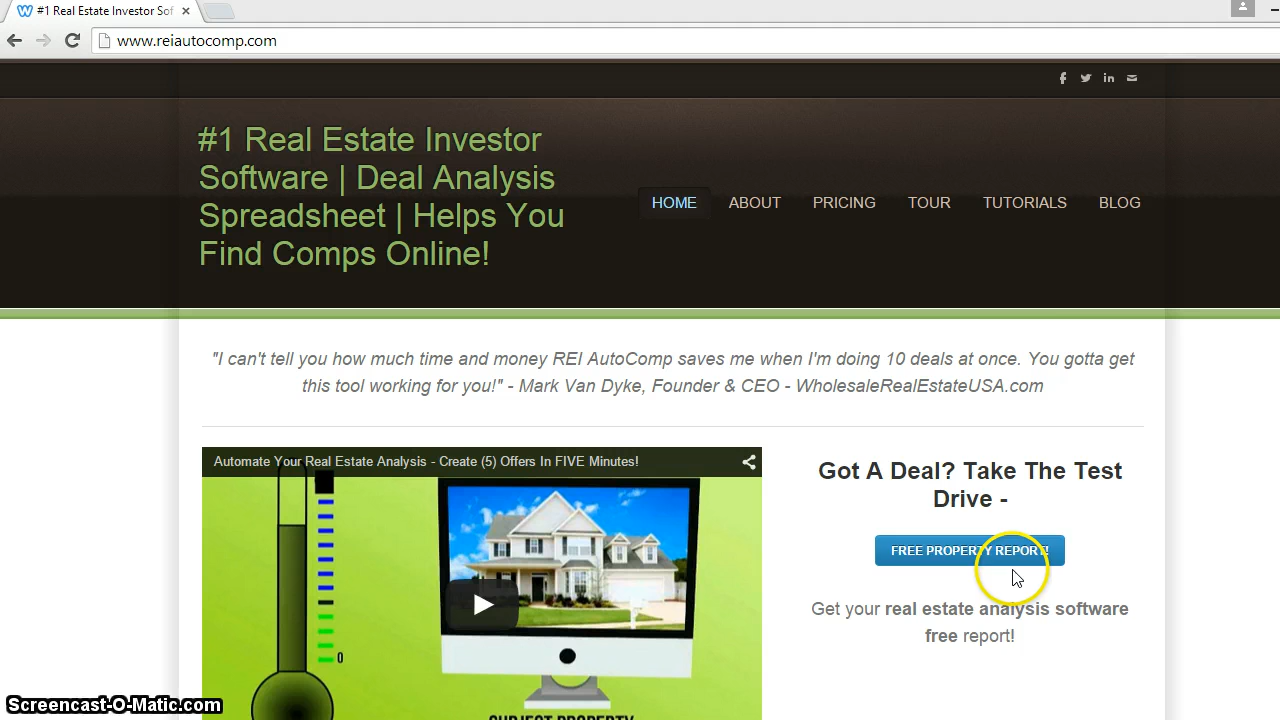 #1 Real Estate Investor Sof
www.reiautocomp.com
#1 Real Estate Investor
Software | Deal Analysis
Spreadsheet | Helps You
Find Comps Online!
HOME ABOUT PRICING TOUR TUTORIALS BLOG
"I can't tell you how much time and money REI AutoComp saves me when I'm doing 10 deals at once. You gotta get
this tool working for you!" - Mark Van Dyke, Founder & CEO - WholesaleRealEstateUSA.com
Automate Your Real Estate Analysis - Create (5) Offers In FIVE Minutes!
0
SUBJECT PROPERTY
Got A Deal? Take The Test
Drive -
FREE PROPERTY REPORT!
Get your real estate analysis software
free report!
Screencast-O-Matic.com